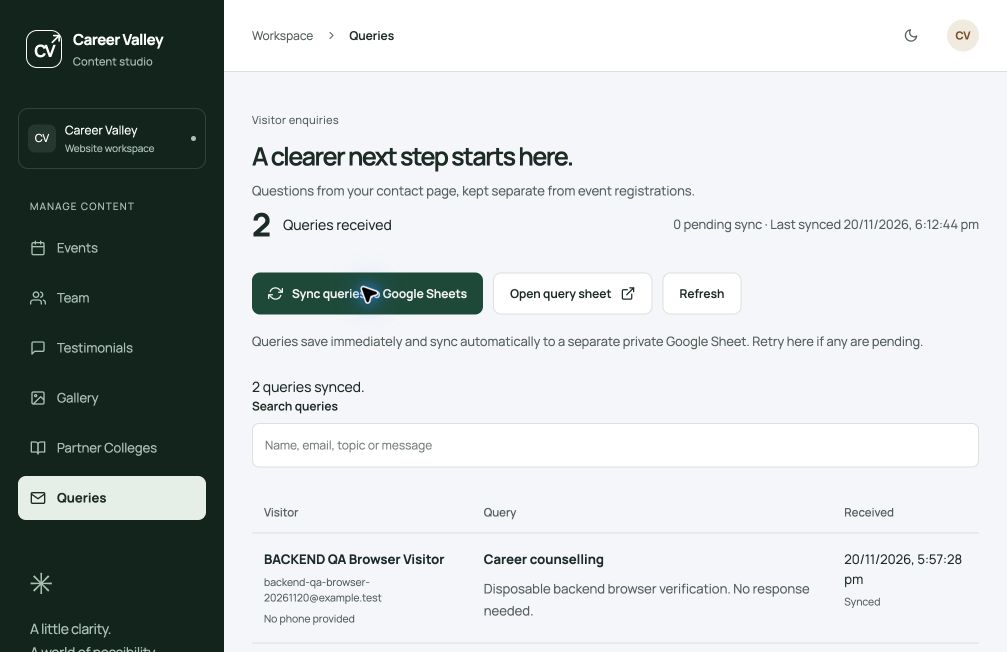 CV
Career Valley
Content studio
Workspace > Queries
CV
CV
Career Valley
Website workspace
MANAGE CONTENT
Events
Team
Testimonials
Gallery
Partner Colleges
Queries
A little clarity.
A world of possibility.
Visitor enquiries
A clearer next step starts here.
Questions from your contact page, kept separate from event registrations.
2 Queries received
0 pending sync · Last synced 20/11/2026, 6:12:44 pm
Sync queries Google Sheets
Open query sheet
Refresh
Queries save immediately and sync automatically to a separate private Google Sheet. Retry here if any are pending.
2 queries synced.
Search queries
Name, email, topic or message
Visitor Query Received
BACKEND QA Browser Visitor
backend-qa-browser-
20261120@example.test
No phone provided
Career counselling
Disposable backend browser verification. No response
needed.
20/11/2026, 5:57:28
pm
Synced